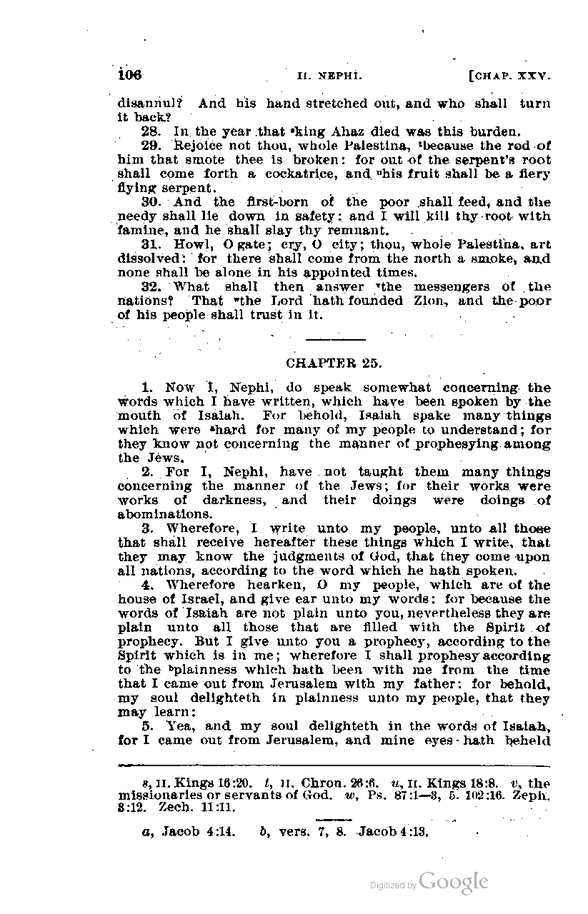 106 II. NEPHI. [CHAP. XXV.
disannul? And his hand stretched out, and who shall turn
it back?
28. In the year that ˢking Ahaz died was this burden.
29. Rejoice not thou, whole Palestina, ᵗbecause the rod of
him that smote thee is broken: for out of the serpent's root
shall come forth a cockatrice, and ᵘhis fruit shall be a fiery
flying serpent.
30. And the first-born of the poor shall feed, and the
needy shall lie down in safety: and I will kill thy root with
famine, and he shall slay thy remnant.
31. Howl, O gate; cry, O city; thou, whole Palestina, art
dissolved: for there shall come from the north a smoke, and
none shall be alone in his appointed times.
32. What shall then answer ᵛthe messengers of the
nations? That ʷthe Lord hath founded Zion, and the poor
of his people shall trust in it.
CHAPTER 25.
1. Now I, Nephi, do speak somewhat concerning the
words which I have written, which have been spoken by the
mouth of Isaiah. For behold, Isaiah spake many things
which were ᵃhard for many of my people to understand; for
they know not concerning the manner of prophesying among
the Jews.
2. For I, Nephi, have not taught them many things
concerning the manner of the Jews; for their works were
works of darkness, and their doings were doings of
abominations.
3. Wherefore, I write unto my people, unto all those
that shall receive hereafter these things which I write, that
they may know the judgments of God, that they come upon
all nations, according to the word which he hath spoken.
4. Wherefore hearken, O my people, which are of the
house of Israel, and give ear unto my words: for because the
words of Isaiah are not plain unto you, nevertheless they are
plain unto all those that are filled with the Spirit of
prophecy. But I give unto you a prophecy, according to the
Spirit which is in me; wherefore I shall prophesy according
to the ᵇplainness which hath been with me from the time
that I came out from Jerusalem with my father: for behold,
my soul delighteth in plainness unto my people, that they
may learn:
5. Yea, and my soul delighteth in the words of Isaiah,
for I came out from Jerusalem, and mine eyes hath beheld
s, II. Kings 16:20. t, II. Chron. 26:6. u, II. Kings 18:8. v, the
missionaries or servants of God. w, Ps. 87:1—3, 5. 102:16. Zeph.
3:12. Zech. 11:11.
a, Jacob 4:14. b, vers. 7, 8. Jacob 4:13.
Digitized by Google